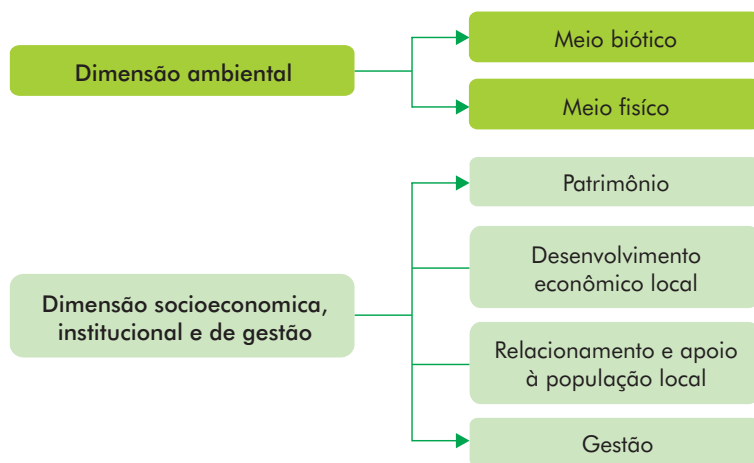 Dimensão ambiental
Meio biótico
Meio fisíco
Dimensão socioeconomica,
institucional e de gestão
Patrimônio
Desenvolvimento
econômico local
Relacionamento e apoio
à população local
Gestão